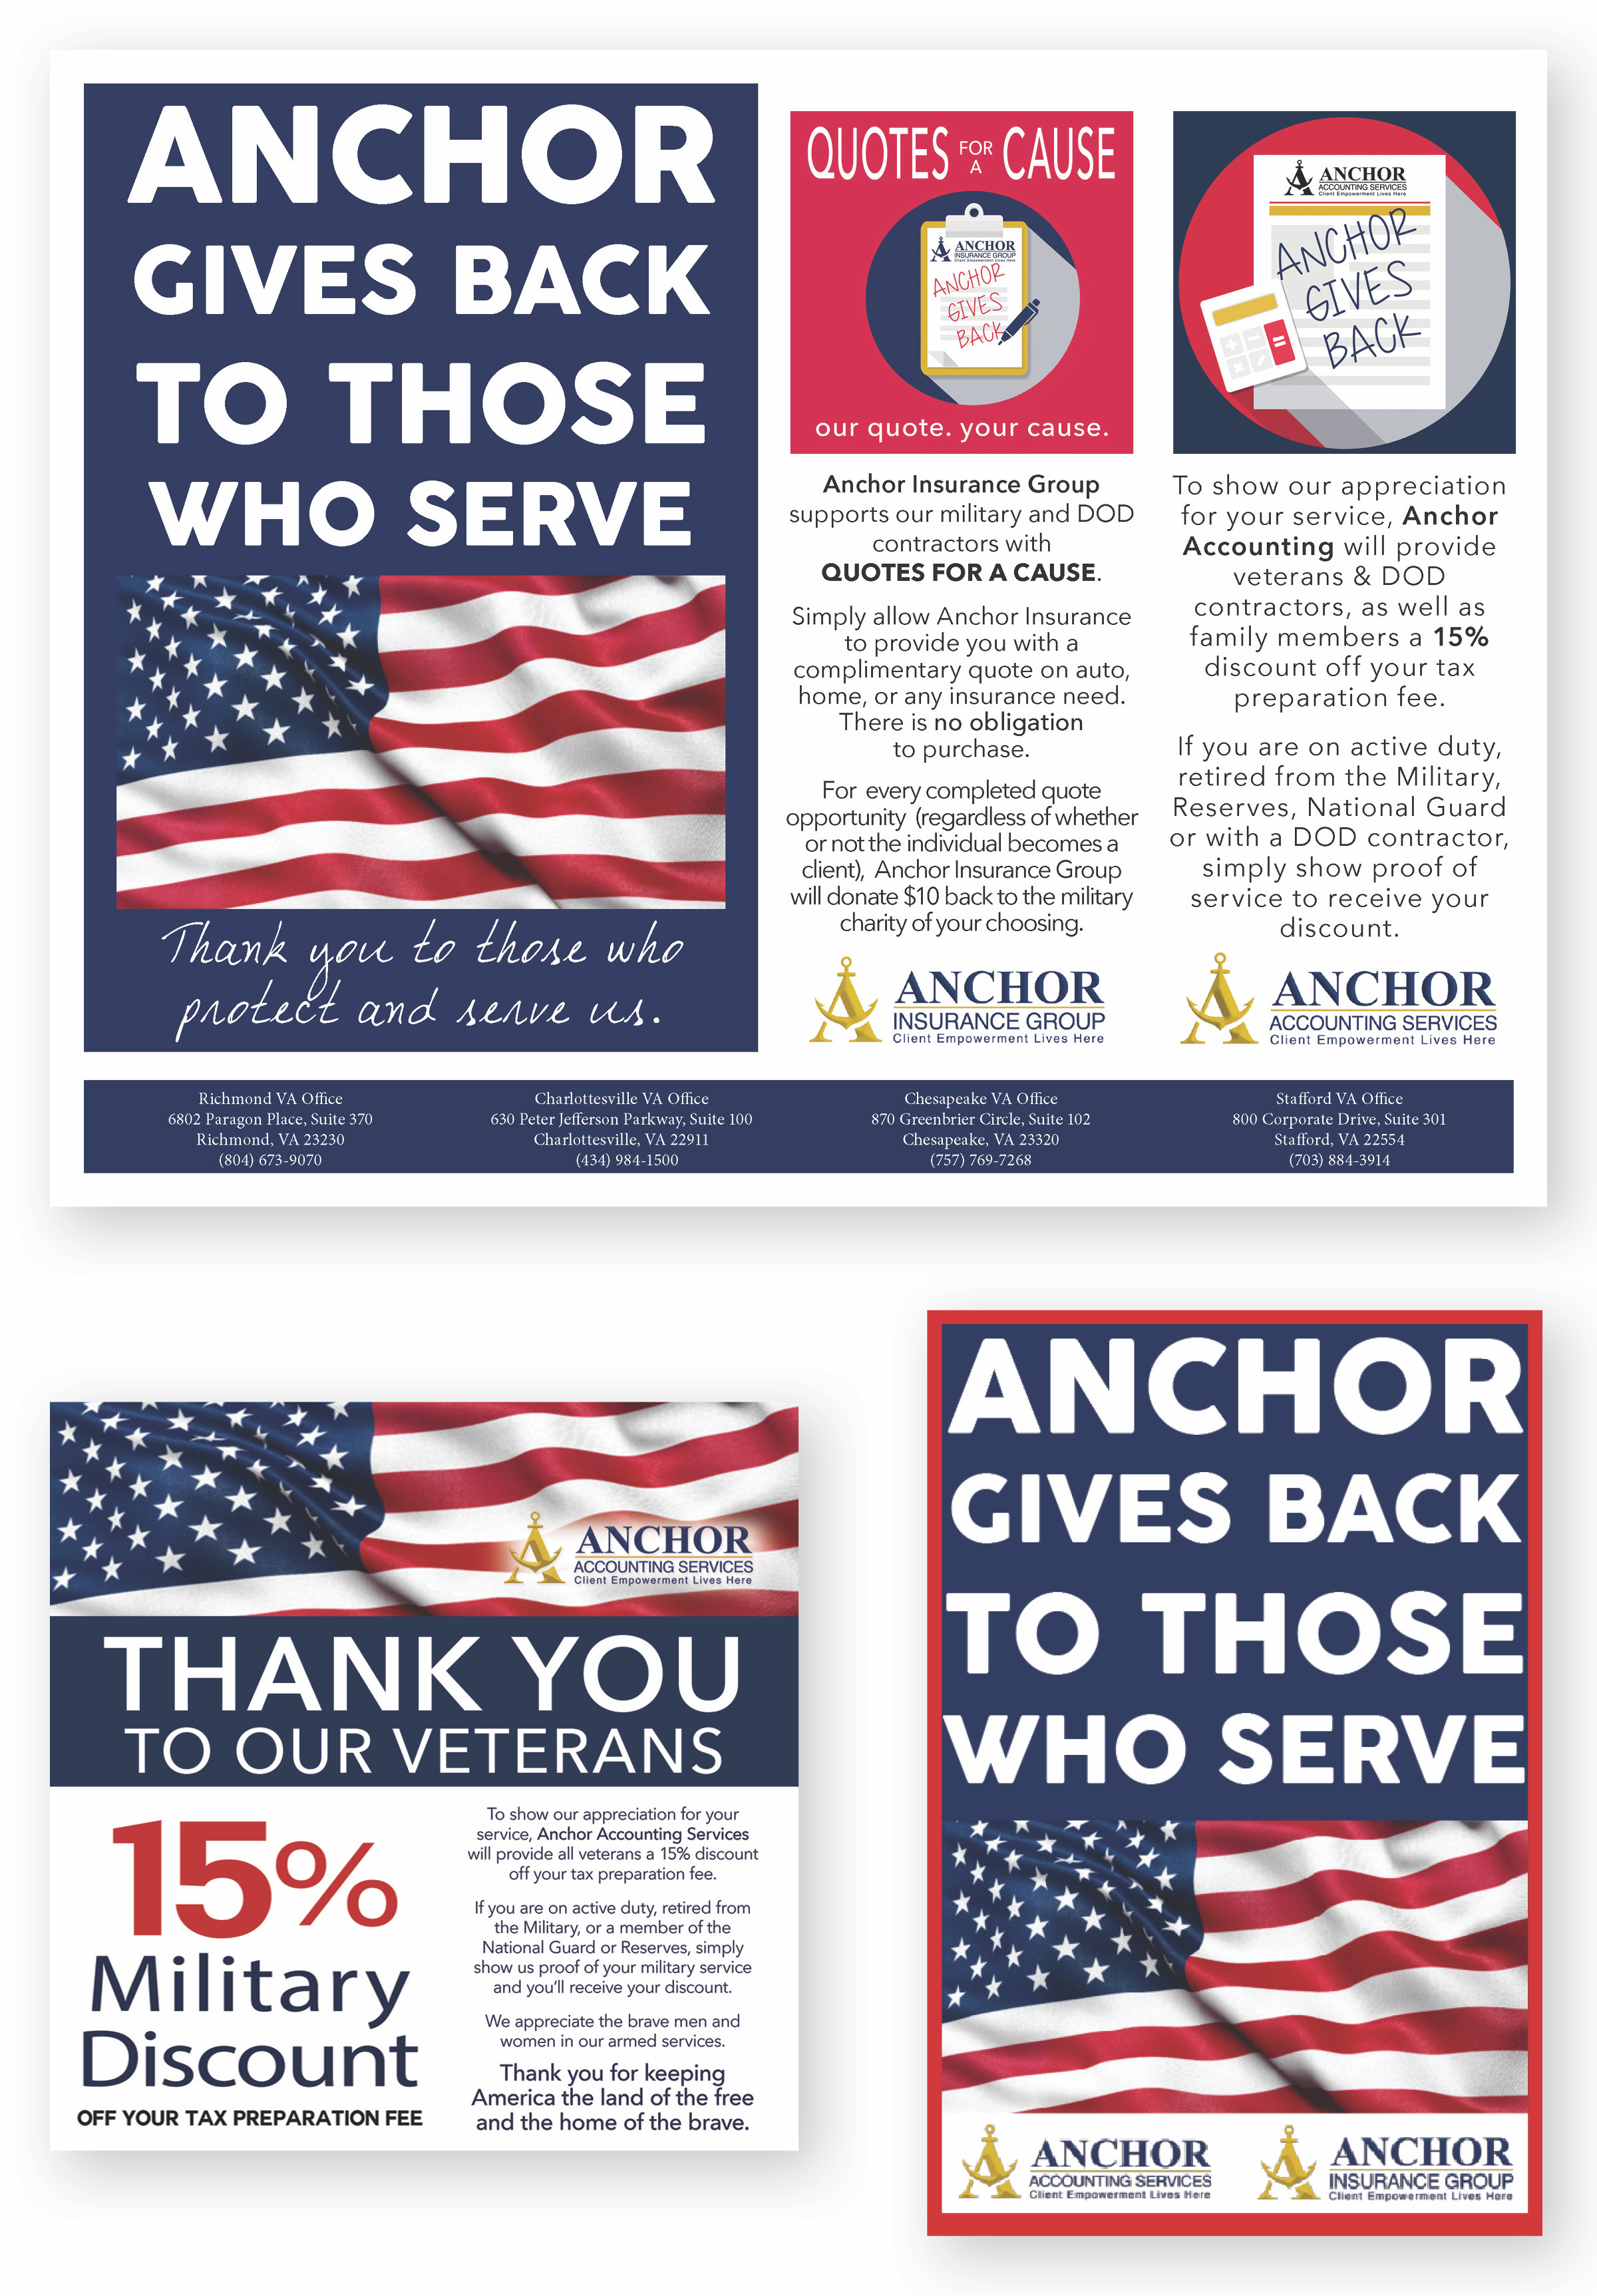 ANCHOR
GIVES BACK
TO THOSE
WHO SERVE
Thank you to those who
protect and serve us.
QUOTES FOR A CAUSE
ANCHOR
INSURANCE GROUP
Client Empowerment Lives Here
ANCHOR
GIVES
BACK
our quote. your cause.
Anchor Insurance Group
supports our military and DOD
contractors with
QUOTES FOR A CAUSE.
Simply allow Anchor Insurance
to provide you with a
complimentary quote on auto,
home, or any insurance need.
There is no obligation
to purchase.
For every completed quote
opportunity (regardless of whether
or not the individual becomes a
client), Anchor Insurance Group
will donate $10 back to the military
charity of your choosing.
ANCHOR
INSURANCE GROUP
Client Empowerment Lives Here
ANCHOR
ACCOUNTING SERVICES
Client Empowerment Lives Here
ANCHOR
GIVES
BACK
To show our appreciation
for your service, Anchor
Accounting will provide
veterans & DOD
contractors, as well as
family members a 15%
discount off your tax
preparation fee.
If you are on active duty,
retired from the Military,
Reserves, National Guard
or with a DOD contractor,
simply show proof of
service to receive your
discount.
ANCHOR
ACCOUNTING SERVICES
Client Empowerment Lives Here
Richmond VA Office
6802 Paragon Place, Suite 370
Richmond, VA 23230
(804) 673-9070
Charlottesville VA Office
630 Peter Jefferson Parkway, Suite 100
Charlottesville, VA 22911
(434) 984-1500
Chesapeake VA Office
870 Greenbrier Circle, Suite 102
Chesapeake, VA 23320
(757) 769-7268
Stafford VA Office
800 Corporate Drive, Suite 301
Stafford, VA 22554
(703) 884-3914
ANCHOR
ACCOUNTING SERVICES
Client Empowerment Lives Here
THANK YOU
TO OUR VETERANS
15%
Military
Discount
OFF YOUR TAX PREPARATION FEE
To show our appreciation for your
service, Anchor Accounting Services
will provide all veterans a 15% discount
off your tax preparation fee.
If you are on active duty, retired from
the Military, or a member of the
National Guard or Reserves, simply
show us proof of your military service
and you'll receive your discount.
We appreciate the brave men and
women in our armed services.
Thank you for keeping
America the land of the free
and the home of the brave.
ANCHOR
GIVES BACK
TO THOSE
WHO SERVE
ANCHOR
ACCOUNTING SERVICES
Client Empowerment Lives Here
ANCHOR
INSURANCE GROUP
Client Empowerment Lives Here